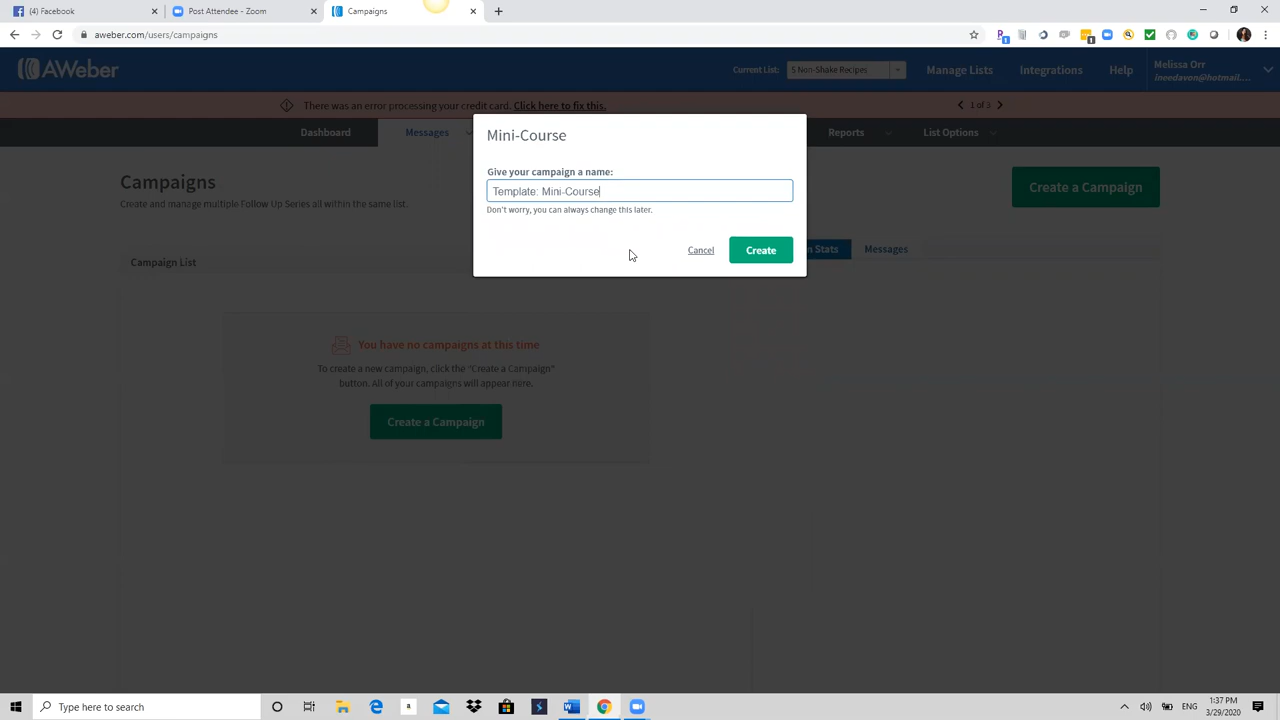 (4) Facebook
Post Attendee - Zoom
Campaigns
aweber.com/users/campaigns
AWeber
Current List:
5 Non-Shake Recipes
Manage Lists
Integrations
Help
Melissa Orr
inoedavon@hotmail....
There was an error processing your credit card. Click here to fix this.
1 of 3
Dashboard
Messages
Reports
List Options
Mini-Course
Give your campaign a name:
Template: Mini-Course
Don't worry, you can always change this later.
Cancel
Create
Campaigns
Create and manage multiple Follow Up Series all within the same list.
Create a Campaign
Campaign List
Stats
Messages
You have no campaigns at this time
To create a new campaign, click the "Create a Campaign"
button. All of your campaigns will appear here.
Create a Campaign
Type here to search
ENG
1:37 PM
3/29/2020